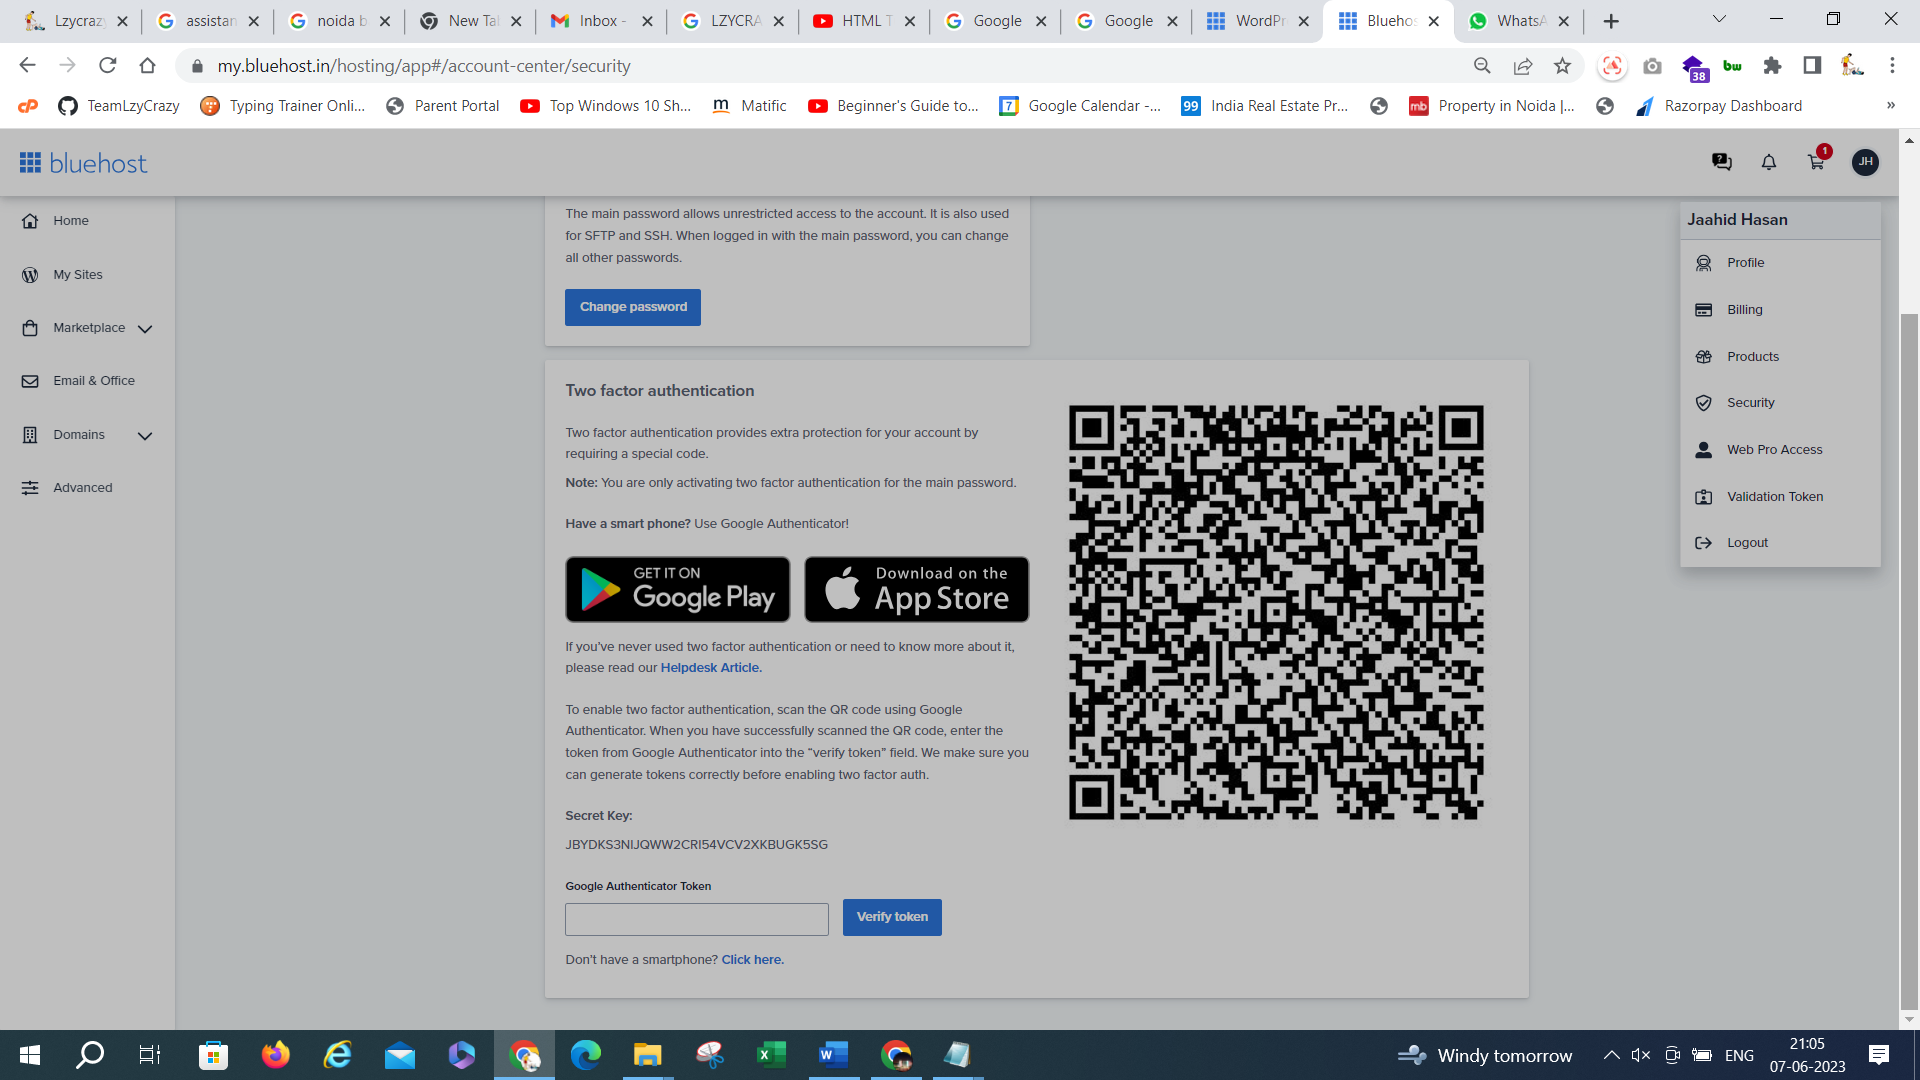 Lzycrazy
assistan
noida b
New Tal
Inbox -
LZYCRA
HTML T
Google
Google
WordPr
Bluehos
WhatsA
my.bluehost.in/hosting/app#/account-center/security
38
bw
TeamLzyCrazy
Typing Trainer Onli...
Parent Portal
Top Windows 10 Sh...
m Matific
Beginner's Guide to...
7 Google Calendar -...
99 India Real Estate Pr...
mb Property in Noida |...
Razorpay Dashboard
»
bluehost
1
JH
Home
My Sites
Marketplace
Email & Office
Domains
Advanced
The main password allows unrestricted access to the account. It is also used
for SFTP and SSH. When logged in with the main password, you can change
all other passwords.
Change password
Two factor authentication
Two factor authentication provides extra protection for your account by
requiring a special code.
Note: You are only activating two factor authentication for the main password.
Have a smart phone? Use Google Authenticator!
GET IT ON
Google Play
Download on the
App Store
If you've never used two factor authentication or need to know more about it,
please read our Helpdesk Article.
To enable two factor authentication, scan the QR code using Google
Authenticator. When you have successfully scanned the QR code, enter the
token from Google Authenticator into the “verify token” field. We make sure you
can generate tokens correctly before enabling two factor auth.
Secret Key:
JBYDKS3NIJQWW2CRI54VCV2XKBUGK5SG
Google Authenticator Token
Verify token
Don't have a smartphone? Click here.
Jaahid Hasan
Profile
Billing
Products
Security
Web Pro Access
Validation Token
Logout
Windy tomorrow
ENG
21:05
07-06-2023